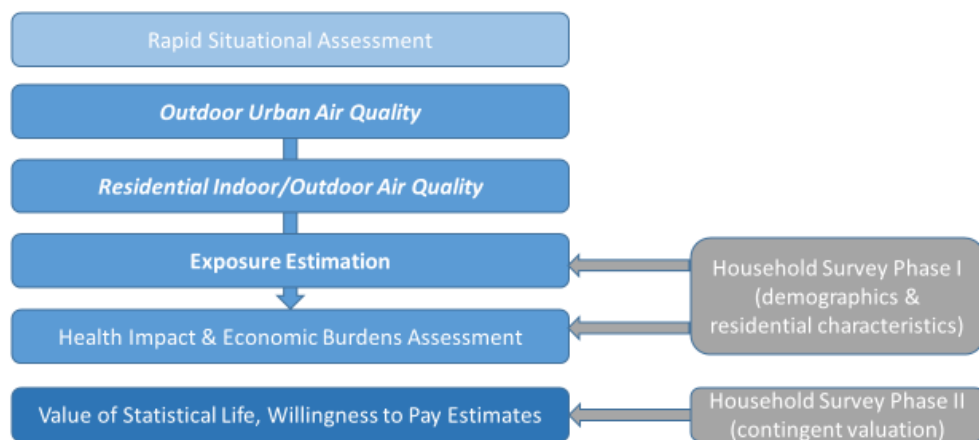 Rapid Situational Assessment
Outdoor Urban Air Quality
Residential Indoor/Outdoor Air Quality
Exposure Estimation
Health Impact & Economic Burdens Assessment
Value of Statistical Life, Willingness to Pay Estimates
Household Survey Phase I
(demographics &
residential characteristics)
Household Survey Phase II
(contingent valuation)